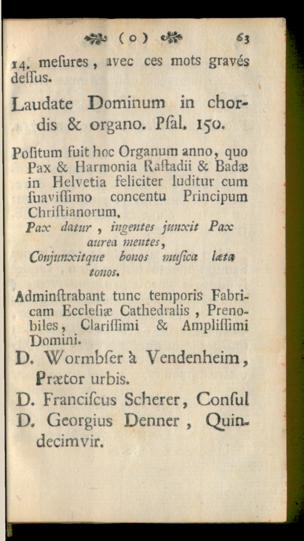 ( o ) 63
14. meſures, avec ces mots gravés
deſſus.
Laudate Dominum in chor-
dis & organo. Pſal. 150.
Poſitum fuit hoc Organum anno, quo
Pax & Harmonia Raſtadii & Badæ
in Helvetia feliciter luditur cum
ſuaviſſimo concentu Principum
Chriſtianorum.
Pax datur, ingentes junxit Pax
aurea mentes,
Conjunxitque bonos muſica læta
tonos.
Adminſtrabant tunc temporis Fabri-
cam Eccleſiæ Cathedralis, Preno-
biles, Clariſſimi & Ampliſſimi
Domini.
D. Wormbſer à Vendenheim,
Prætor urbis.
D. Franciſcus Scherer, Conſul
D. Georgius Denner, Quin-
decimvir.